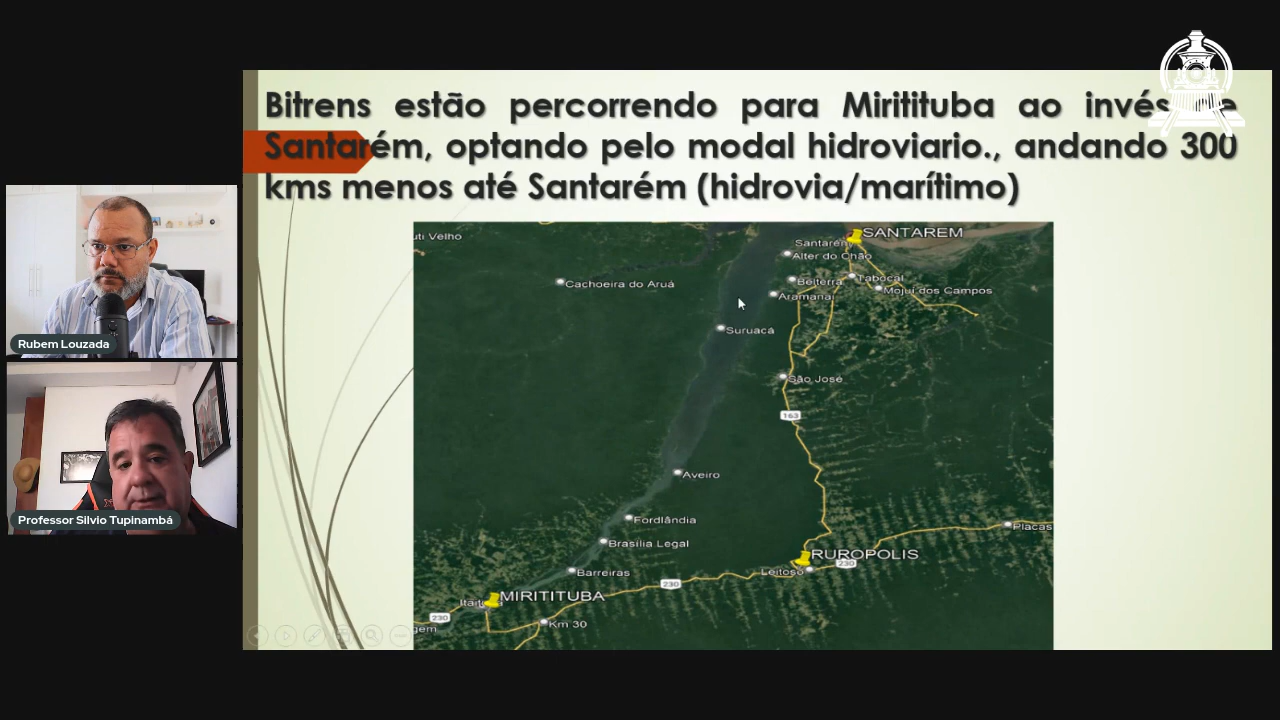 Bitrens estão percorrendo para Miritituba ao invés de
Santarém, optando pelo modal hidroviario., andando 300
kms menos até Santarém (hidrovia/marítimo)
Rubem Louzada
Professor Silvio Tupinambá
SANTAREM
Santarém
Alter do Chão
Cachoeira do Aruá
Belterra
Tabocal
Mojuí dos Campos
Aramanaí
Suruacá
São José
163
Aveiro
Fordlândia
Placas
Brasília Legal
RUROPOLIS
230
Barreiras
Leitoso
230
MIRITITUBA
230
Km 30